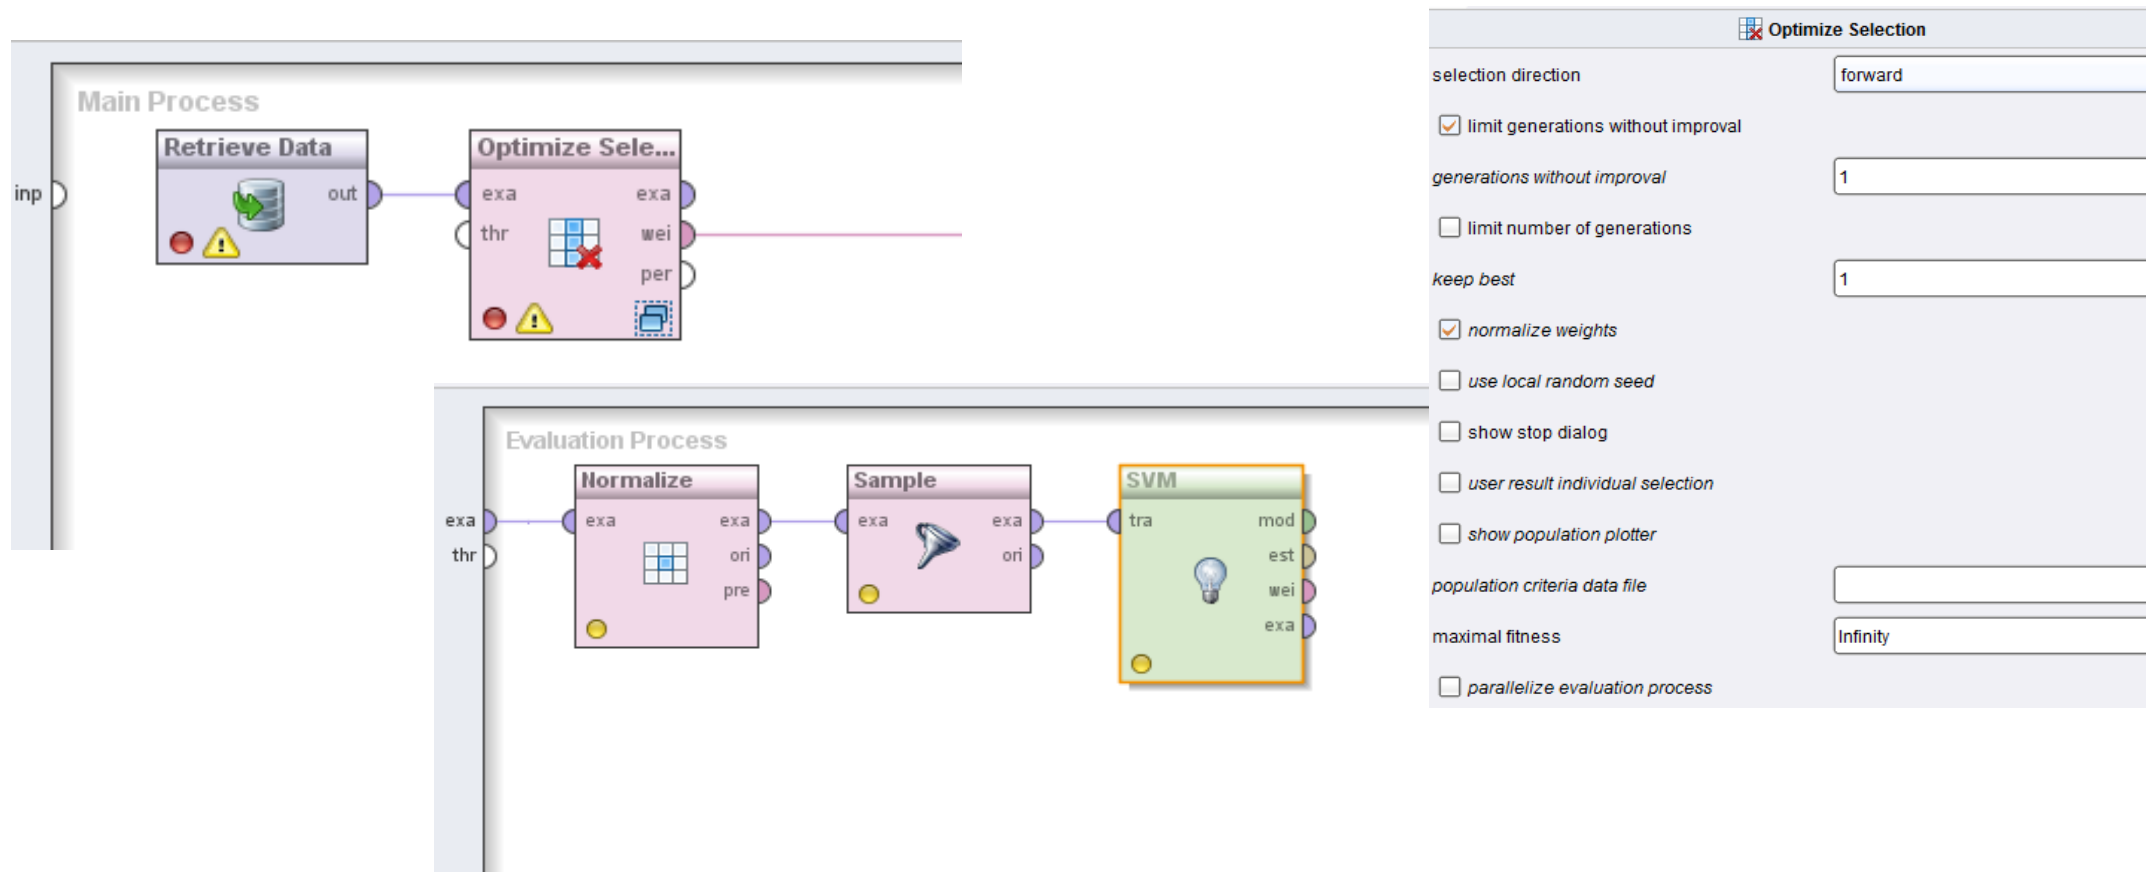 Main Process
Retrieve Data
Optimize Sele...
inp
out
exa
exa
thr
wei
per
Evaluation Process
Normalize
Sample
SVM
exa
exa
exa
exa
exa
tra
mod
thr
ori
ori
est
pre
wei
exa
Optimize Selection
selection direction
forward
limit generations without improval
generations without improval
1
limit number of generations
keep best
1
normalize weights
use local random seed
show stop dialog
user result individual selection
show population plotter
population criteria data file
maximal fitness
Infinity
parallelize evaluation process